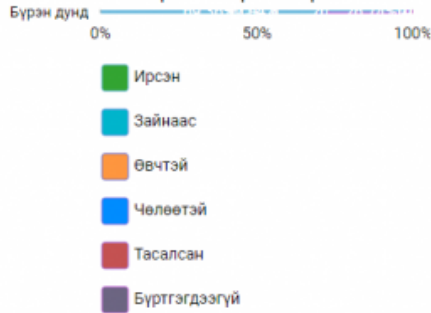 Бүрэн дунд
0% 50% 100%
Ирсэн
Зайнаас
Өвчтэй
Чөлөөтэй
Тасалсан
Бүртгэгдээгүй